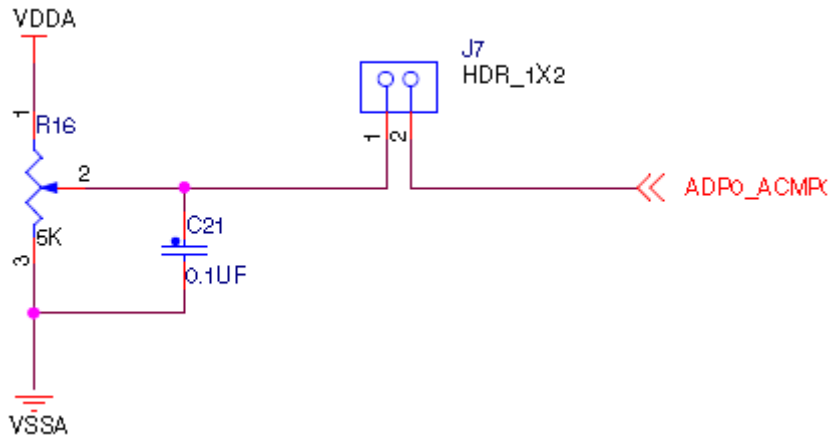 VDDA
J7
HDR_1X2
1
R16
1
2
2
ADP0_ACMP
C21
5K
3
0.1UF
VSSA